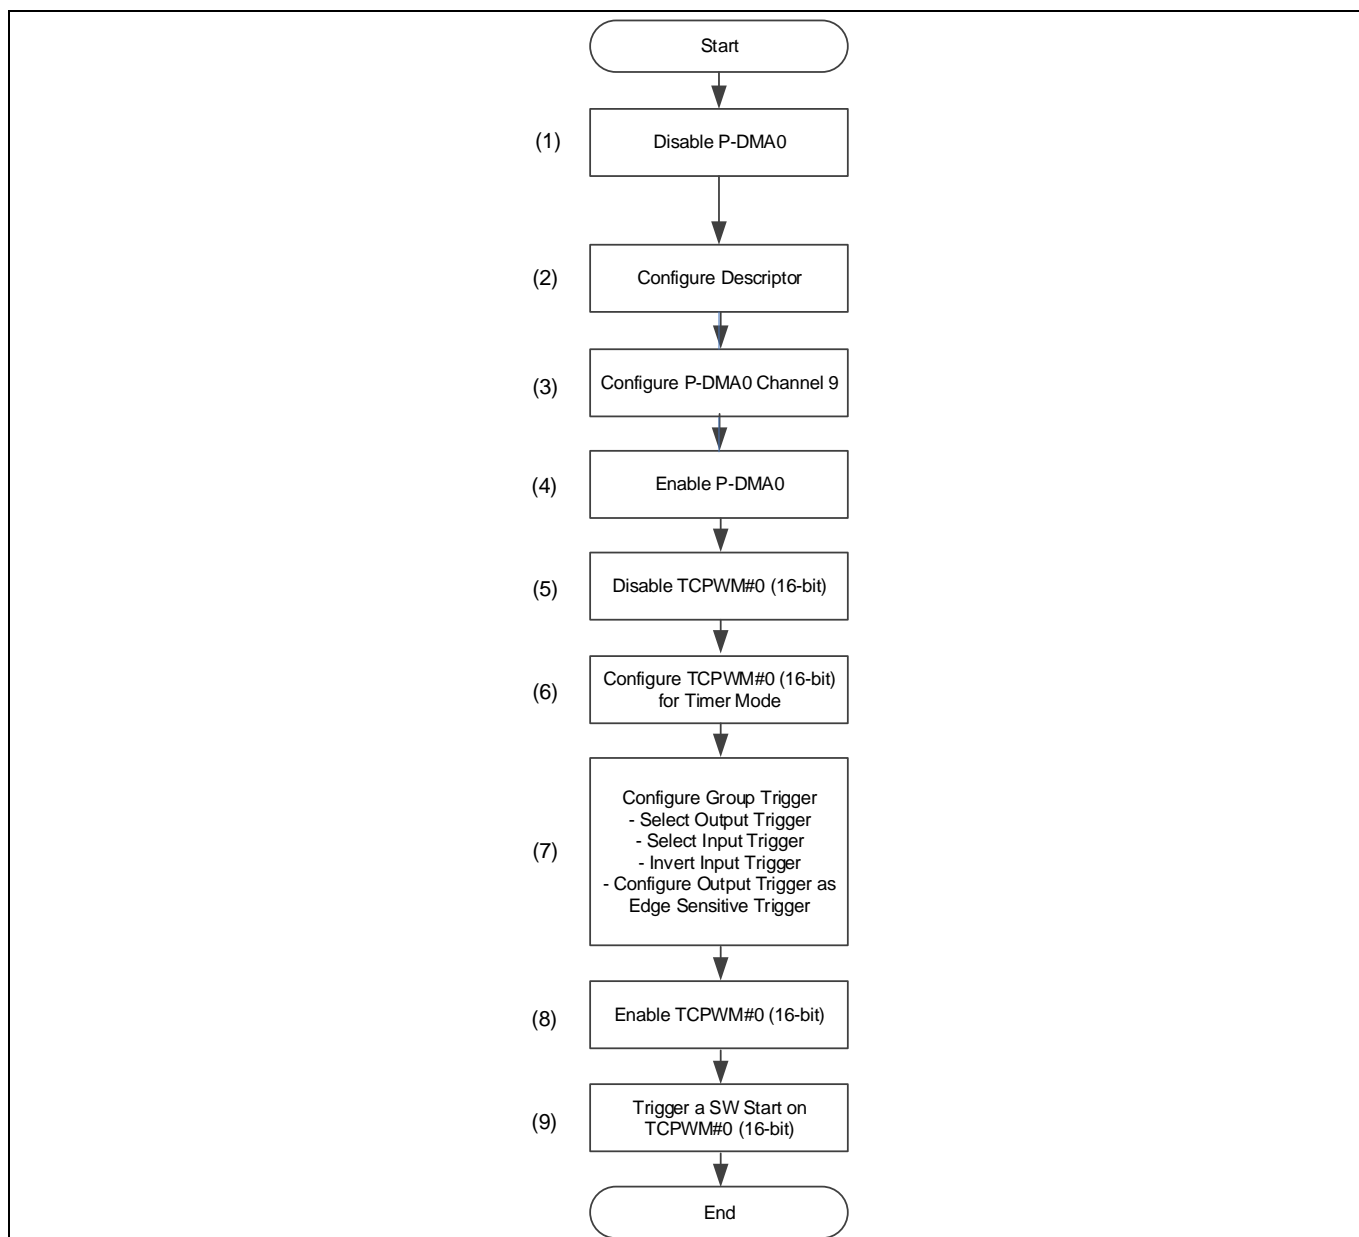 Start
(1)
Disable P-DMA0
(2)
Configure Descriptor
(3)
Configure P-DMA0 Channel 9
(4)
Enable P-DMA0
(5)
Disable TCPWM#0 (16-bit)
(6)
Configure TCPWM#0 (16-bit)
for Timer Mode
(7)
Configure Group Trigger
- Select Output Trigger
- Select Input Trigger
- Invert Input Trigger
- Configure Output Trigger as
Edge Sensitive Trigger
(8)
Enable TCPWM#0 (16-bit)
(9)
Trigger a SW Start on
TCPWM#0 (16-bit)
End